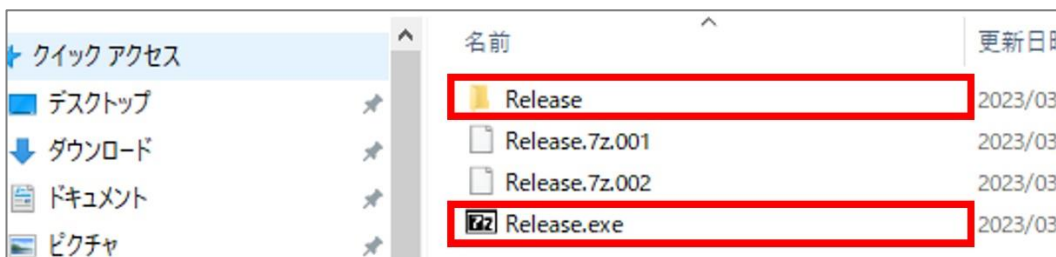 クイック アクセス
デスクトップ
ダウンロード
ドキュメント
ピクチャ
名前
更新日時
Release
2023/03
Release.7z.001
2023/03
Release.7z.002
2023/03
Release.exe
2023/03